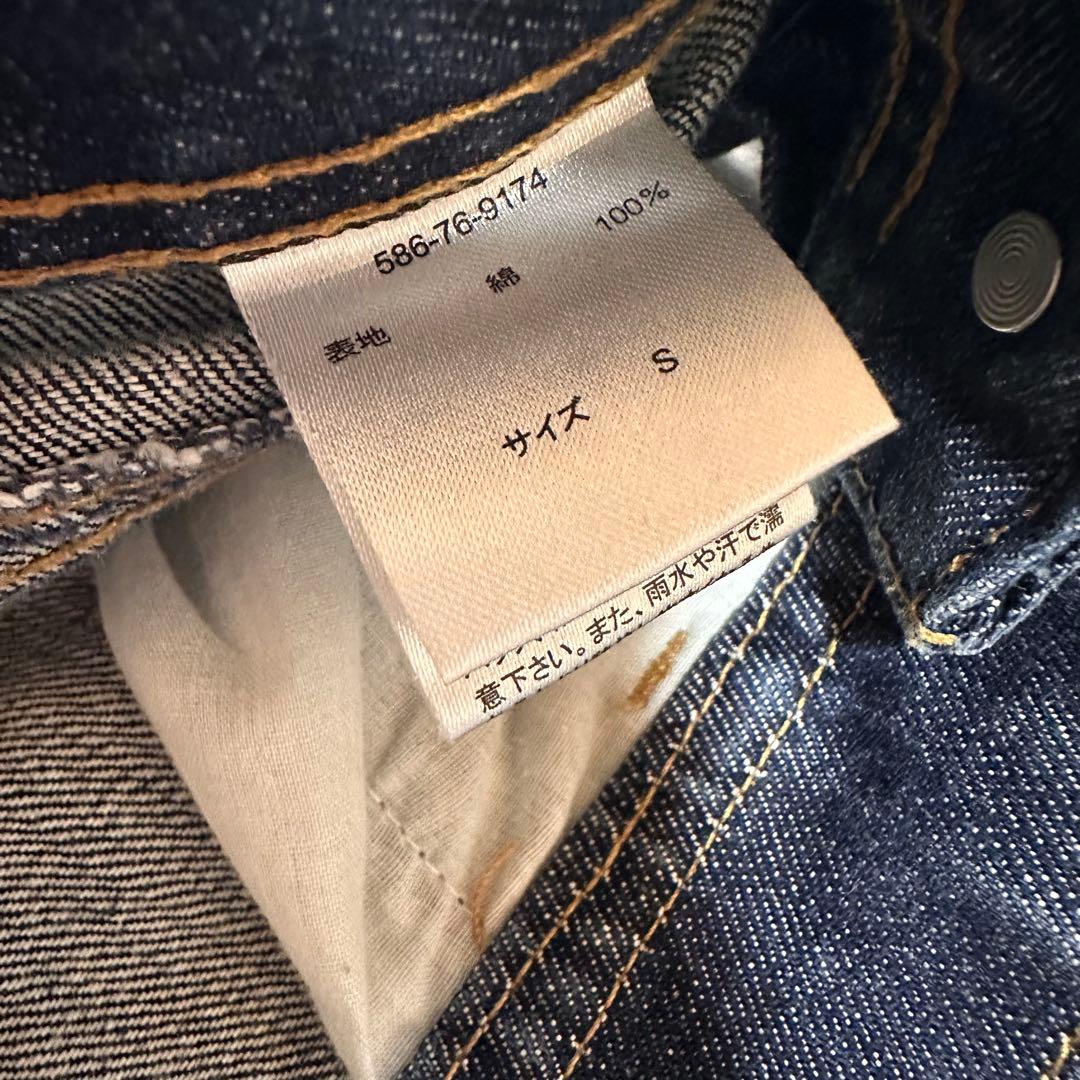 586-76-9174
表地 綿 100%
サイズ S
意下さい。また、雨水や汗で濡